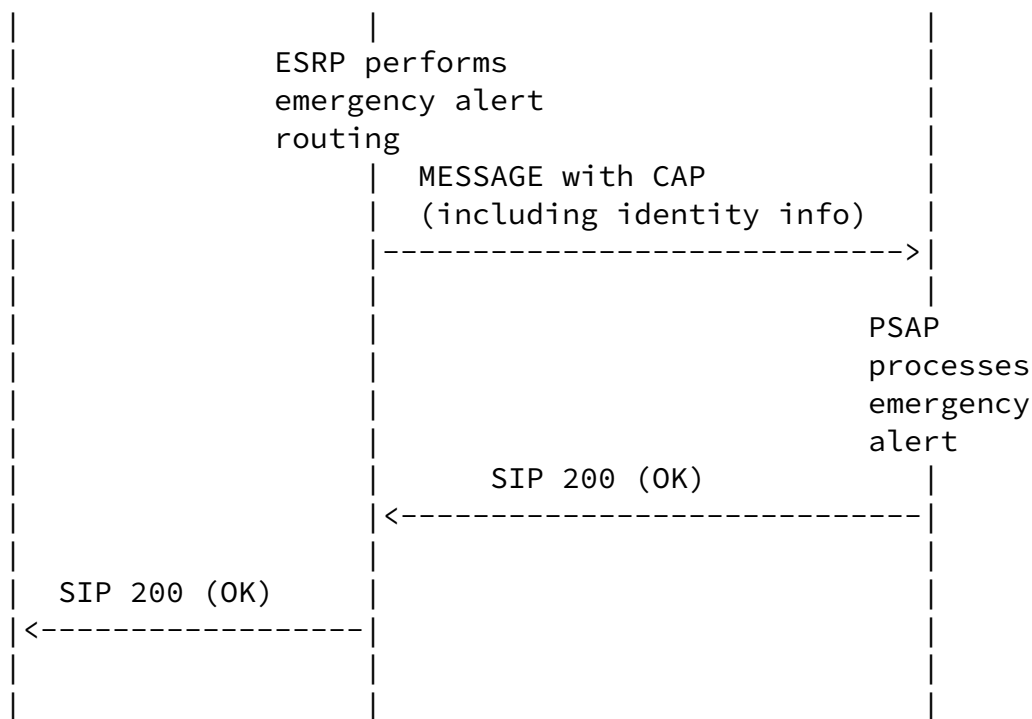 ESRP performs
emergency alert
routing
MESSAGE with CAP
(including identity info)
PSAP
processes
emergency
alert
SIP 200 (OK)
SIP 200 (OK)